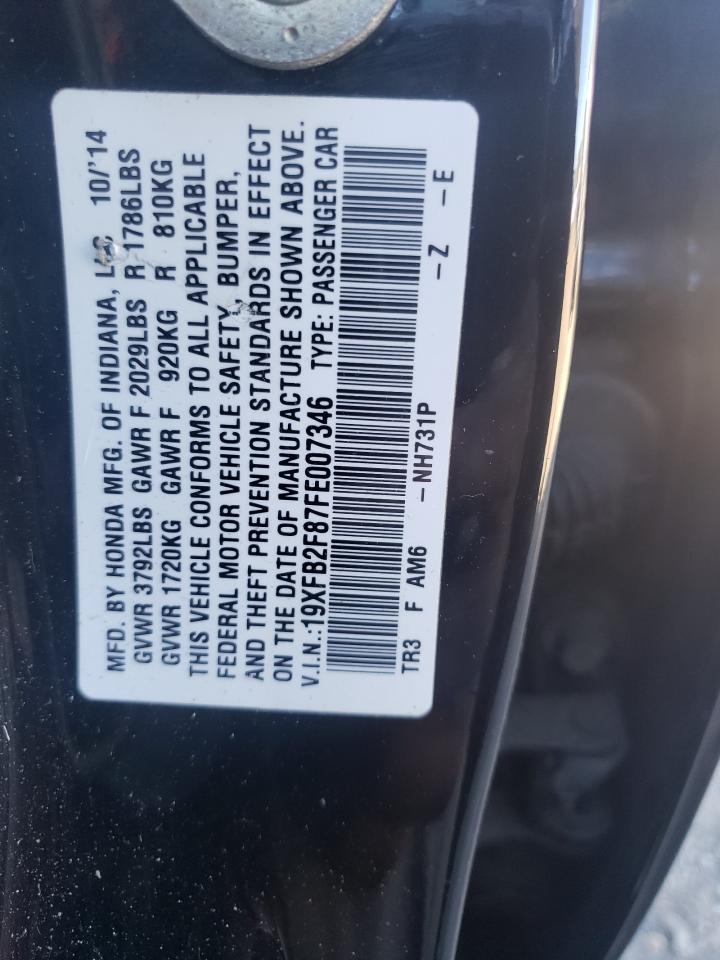 MFD. BY HONDA MFG. OF INDIANA, LLC 10/'14
GVWR 3792LBS GAWR F 2029LBS R 1786LBS
GVWR 1720KG GAWR F 920KG R 810KG
THIS VEHICLE CONFORMS TO ALL APPLICABLE
FEDERAL MOTOR VEHICLE SAFETY, BUMPER,
AND THEFT PREVENTION STANDARDS IN EFFECT
ON THE DATE OF MANUFACTURE SHOWN ABOVE.
V.I.N.:19XFB2F87FE007346 TYPE: PASSENGER CAR
TR3 F AM6 -NH731P -Z -E